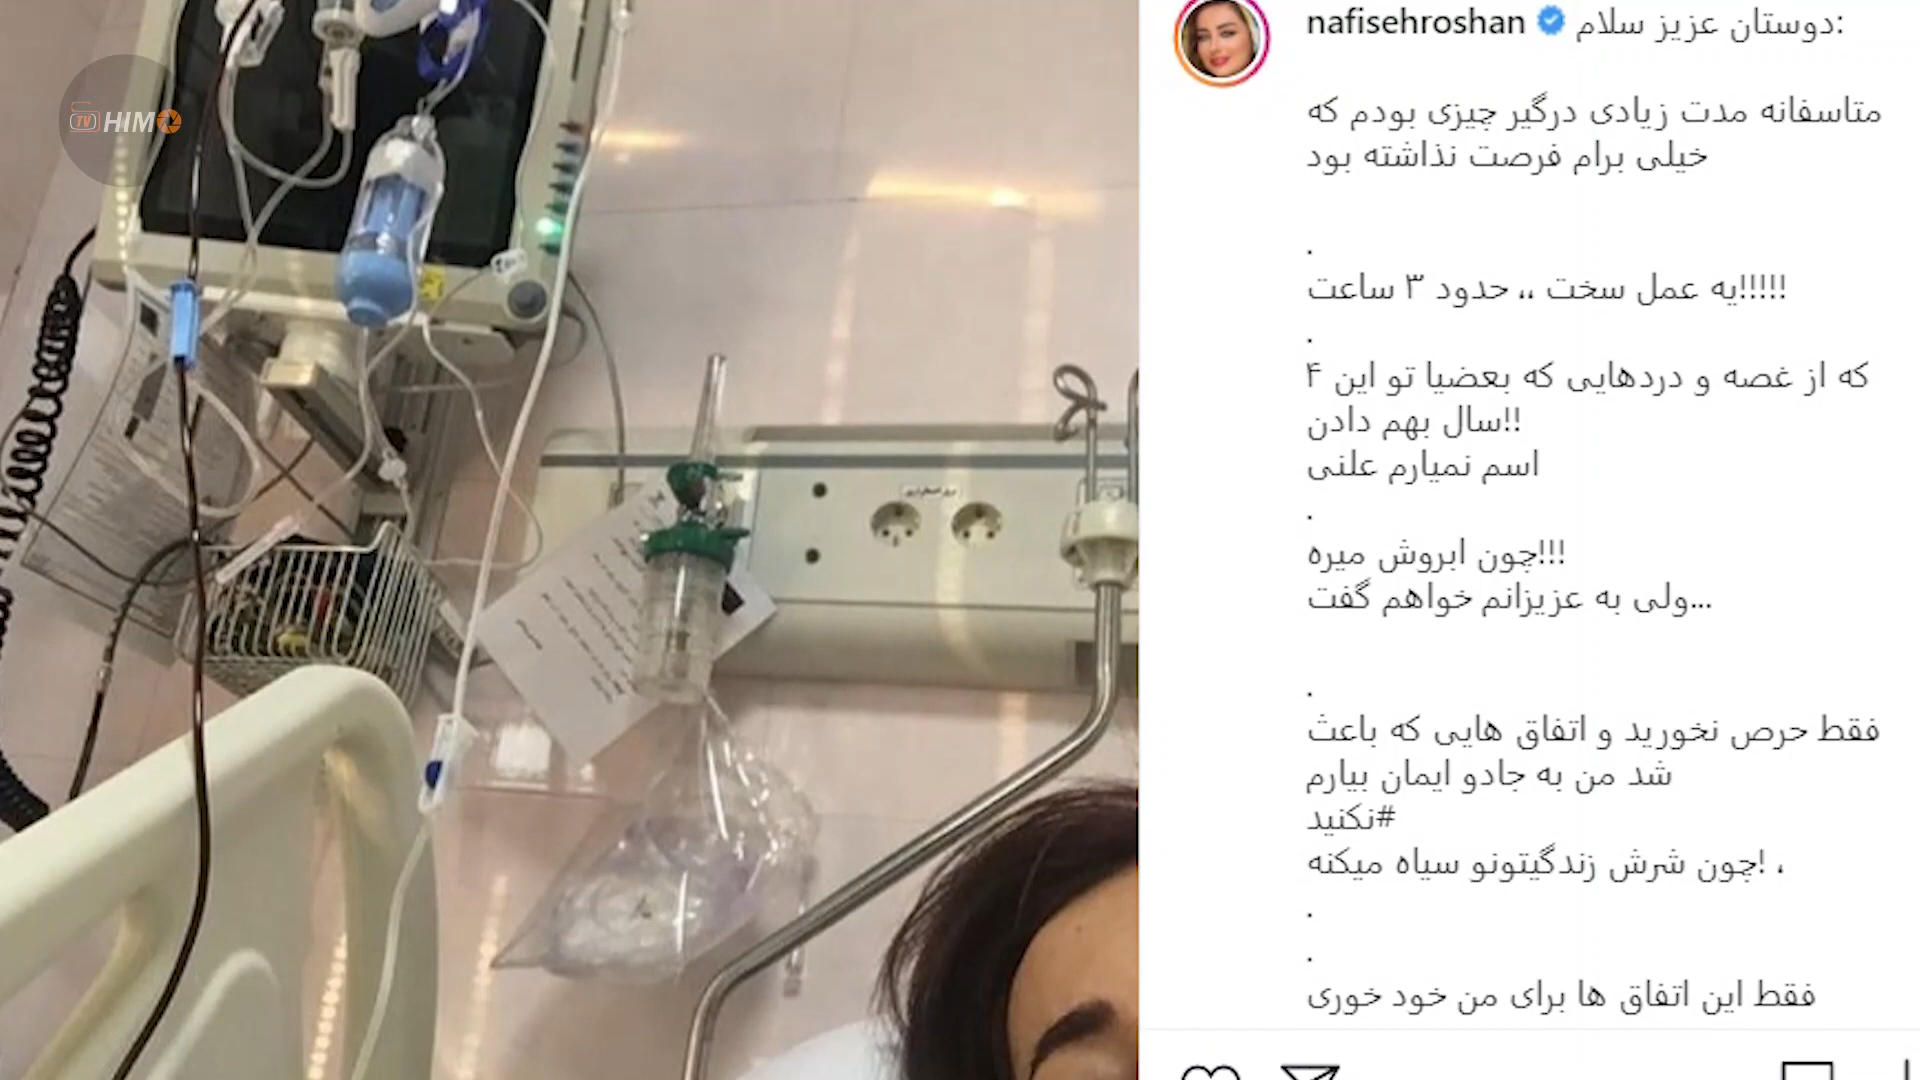 TV HIM
nafisehroshan دوستان عزیز سلام:
متاسفانه مدت زیادی درگیر چیزی بودم که
خیلی برام فرصت نذاشته بود
.
یه عمل سخت ،، حدود ۳ ساعت!!!!!
.
که از غصه و دردهایی که بعضیا تو این ۴
سال بهم دادن!!
اسم نمیارم علنی
.
چون ابروش میره!!!
ولی به عزیزانم خواهم گفت...
.
فقط حرص نخورید و اتفاق هایی که باعث
شد من به جادو ایمان بیارم
#نکنید
چون شرش زندگیتونو سیاه میکنه! ،
.
.
فقط این اتفاق ها برای من خود خوری